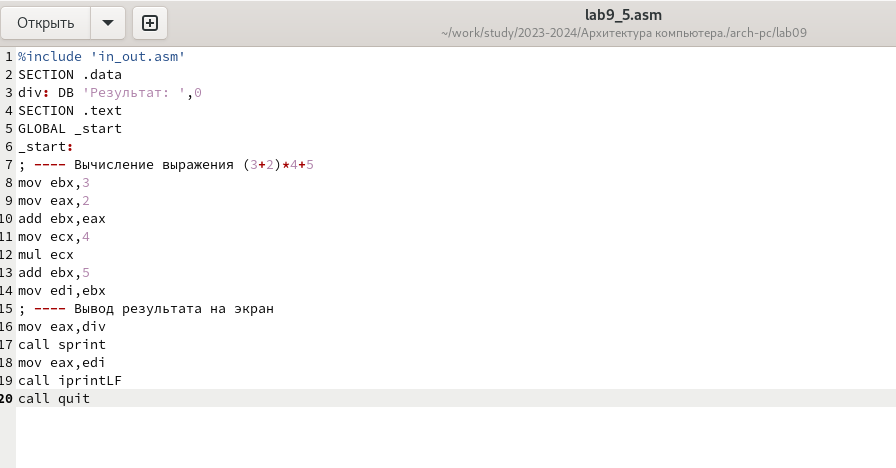 Открыть
lab9_5.asm
~/work/study/2023-2024/Архитектура компьютера./arch-pc/lab09
1 %include 'in_out.asm'
2 SECTION .data
3 div: DB 'Результат: ',0
4 SECTION .text
5 GLOBAL _start
6 _start:
7 ; ---- Вычисление выражения (3+2)*4+5
8 mov ebx,3
9 mov eax,2
10 add ebx,eax
11 mov ecx,4
12 mul ecx
13 add ebx,5
14 mov edi,ebx
15 ; ---- Вывод результата на экран
16 mov eax,div
17 call sprint
18 mov eax,edi
19 call iprintLF
20 call quit